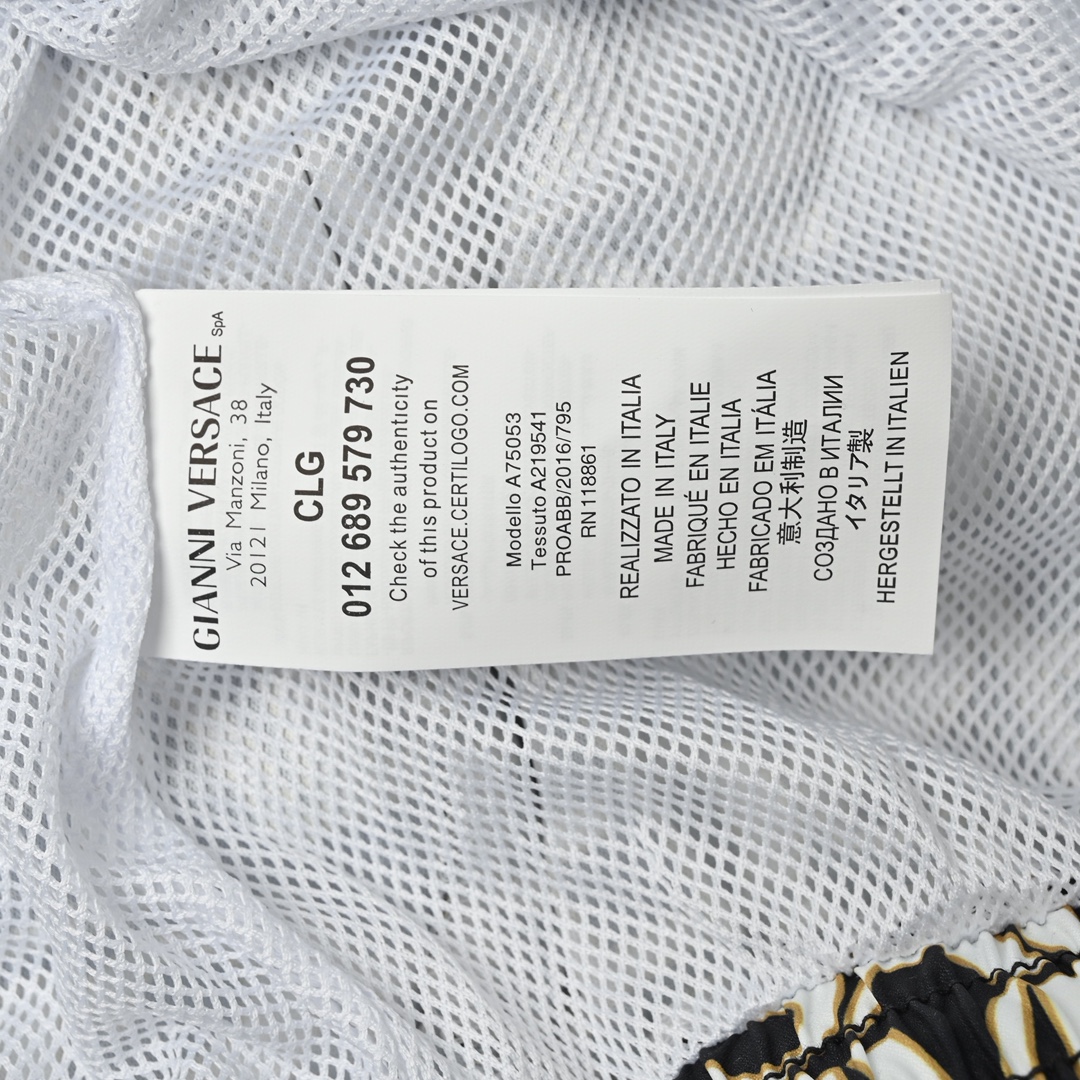 GIANNI VERSACE SpA
Via Manzoni, 38
20121 Milano, Italy
CLG
012 689 579 730
Check the authenticity
of this product on
VERSACE.CERTILOGO.COM
Modello A75053
Tessuto A219541
PROABB/2016/795
RN118861
REALIZZATO IN ITALIA
MADE IN ITALY
FABRIQUÉ EN ITALIE
HECHO EN ITALIA
FABRICADO EM ITÁLIA
意大利制造
СОЗДАНО В ИТАЛИИ
イタリア製
HERGESTELLT IN ITALIEN